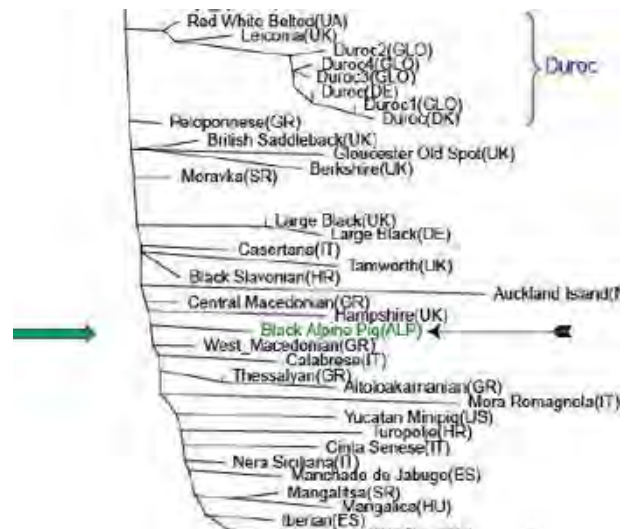 Red White Belted(UA)
Leicoma(UK)
Duroc2(GLO)
Duroc4(GLO)
Duroc3(GLO)
Duroc
Duroc(DE)
Duroc1(GLO)
Duroc(DK)
Peloponnese(GR)
British Saddleback(UK)
Gloucester Old Spot(UK)
Berkshire(UK)
Moravka(SR)
Large Black(UK)
Large Black(DE)
Casertana(IT)
Tamworth(UK)
Black Slavonian(HR)
Auckland Island(
Central Macedonian(GR)
Hampshire(UK)
Black Alpine Pig(ALP)
West_Macedonian(GR)
Calabrese(IT)
Thessalyan(GR)
Aitoloakarnanian(GR)
Mora Romagnola(IT)
Yucatan Minipig(US)
Turopolje(HR)
Cinta Senese(IT)
Nera Siciliana(IT)
Manchado de Jabugo(ES)
Mangalitsa(SR)
Mangalica(HU)
Iberian(ES)